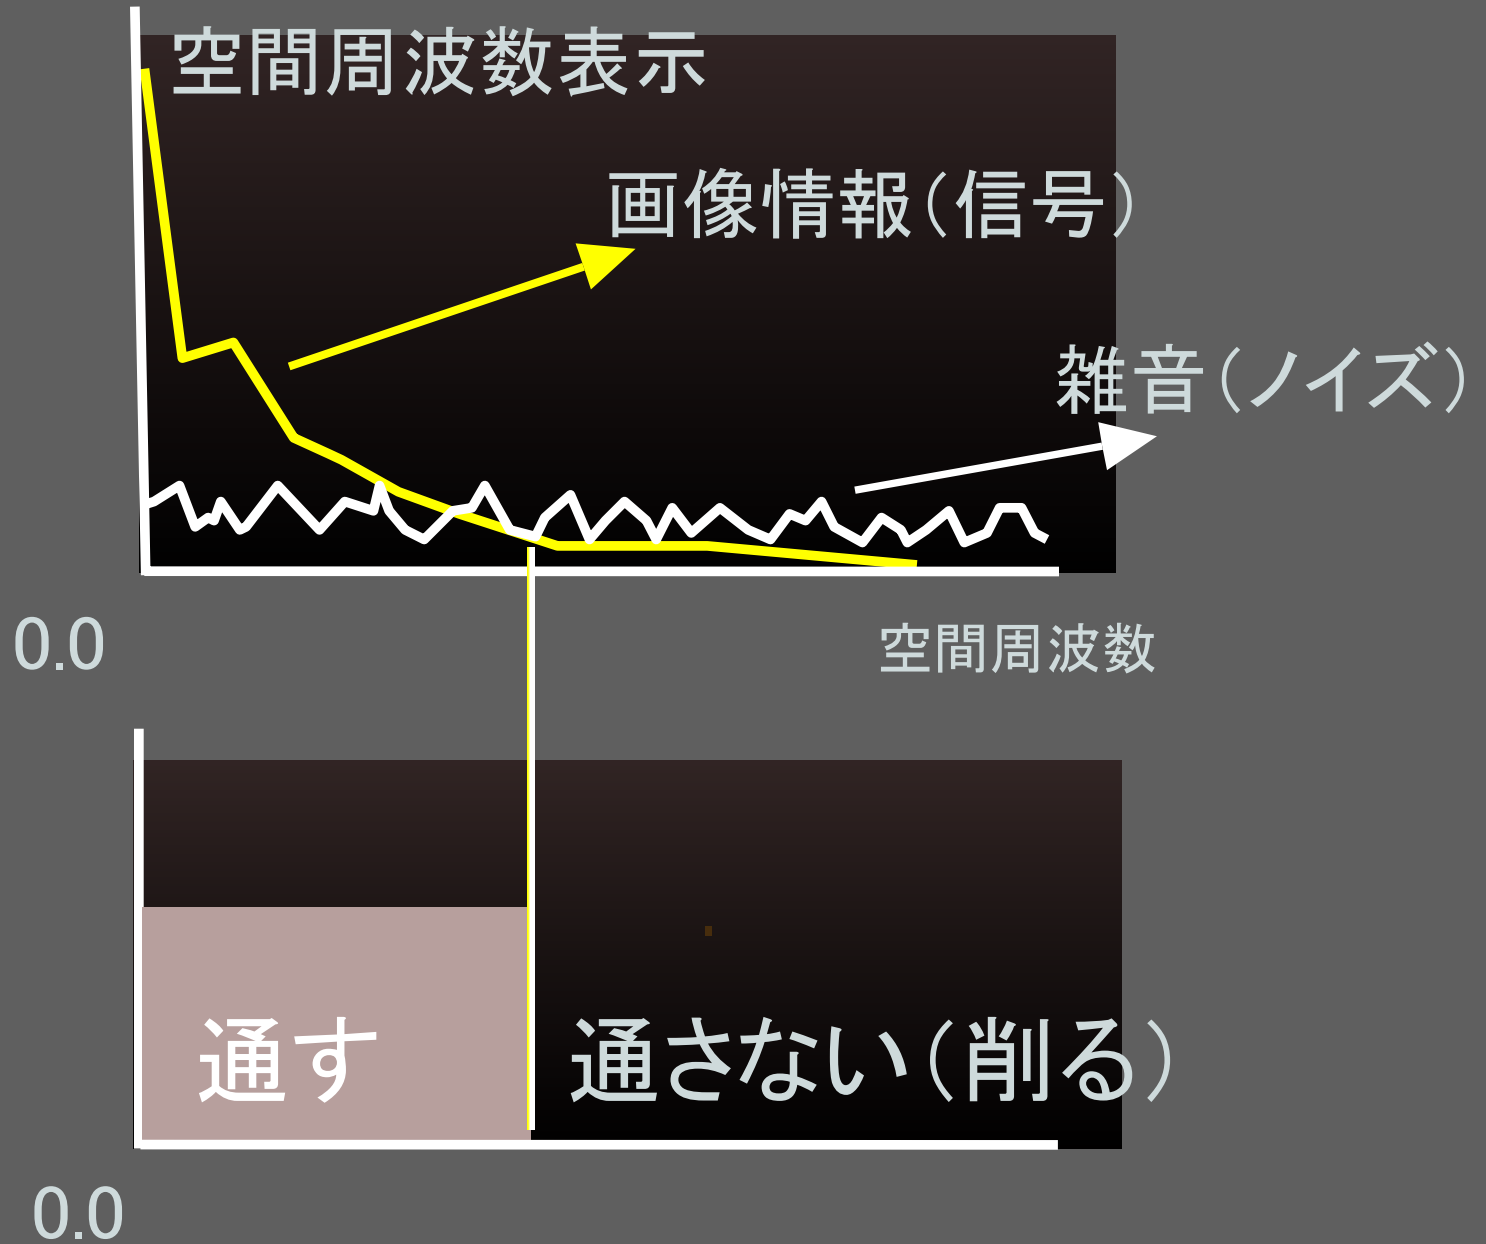 空間周波数表示
画像情報（信号）
雑音（ノイズ）
0.0
空間周波数
通す
通さない（削る）
0.0